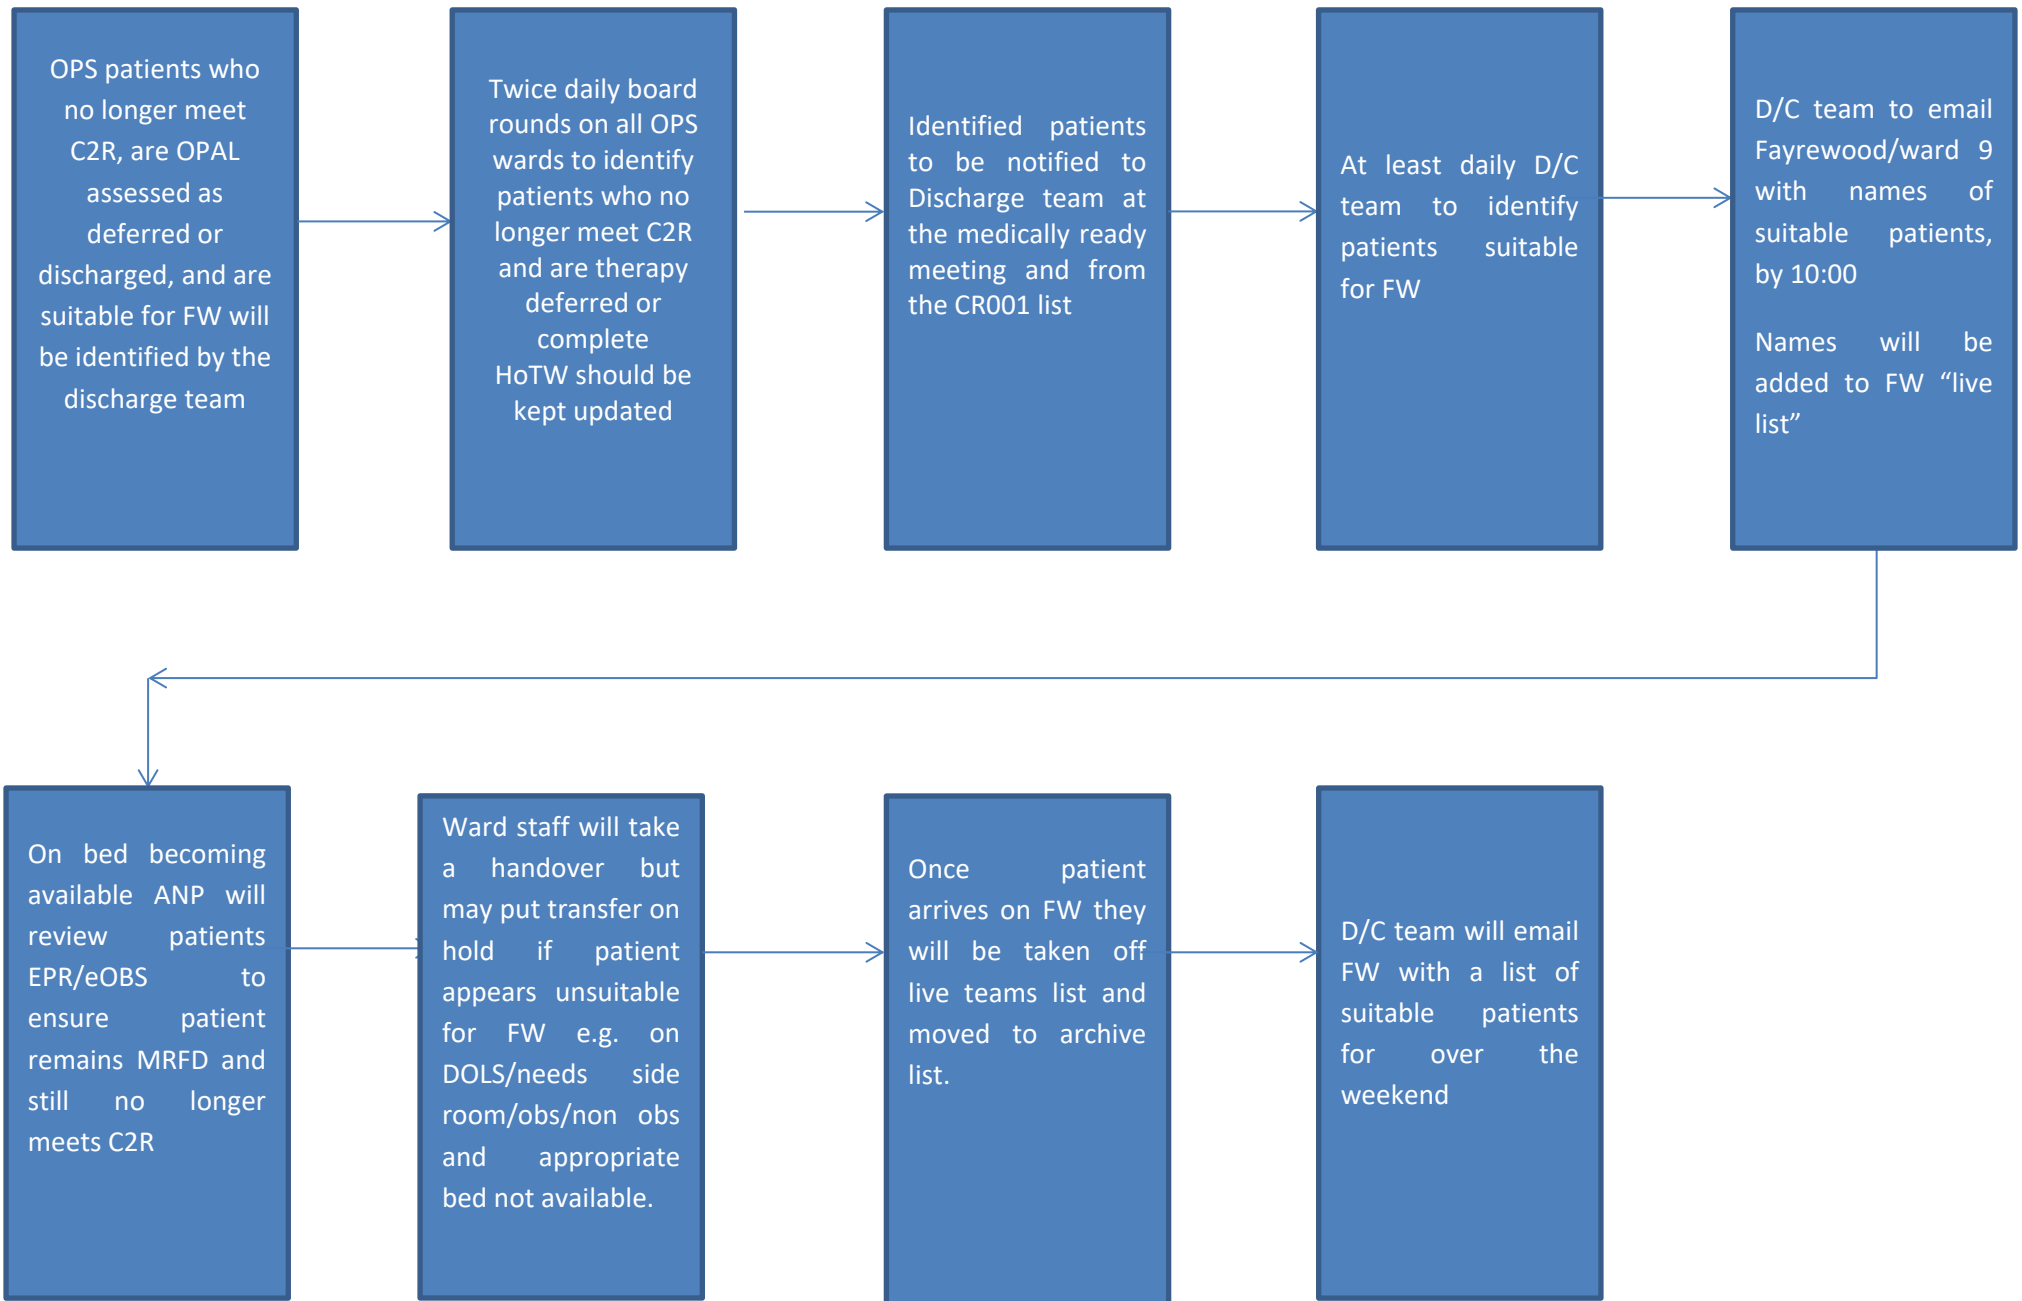 OPS patients who
no longer meet
C2R, are OPAL
assessed as
deferred or
discharged, and are
suitable for FW will
be identified by the
discharge team
Twice daily board
rounds on all OPS
wards to identify
patients who no
longer meet C2R
and are therapy
deferred or
complete
HoTW should be
kept updated
Identified patients
to be notified to
Discharge team at
the medically ready
meeting and from
the CR001 list
At least daily D/C
team to identify
patients suitable
for FW
D/C team to email
Fayrewood/ward 9
with names of
suitable patients,
by 10:00
Names will be
added to FW “live
list”
On bed becoming
available ANP will
review patients
EPR/eOBS to
ensure patient
remains MRFD and
still no longer
meets C2R
Ward staff will take
a handover but
may put transfer on
hold if patient
appears unsuitable
for FW e.g. on
DOLS/needs side
room/obs/non obs
and appropriate
bed not available.
Once patient
arrives on FW they
will be taken off
live teams list and
moved to archive
list.
D/C team will email
FW with a list of
suitable patients
for over the
weekend